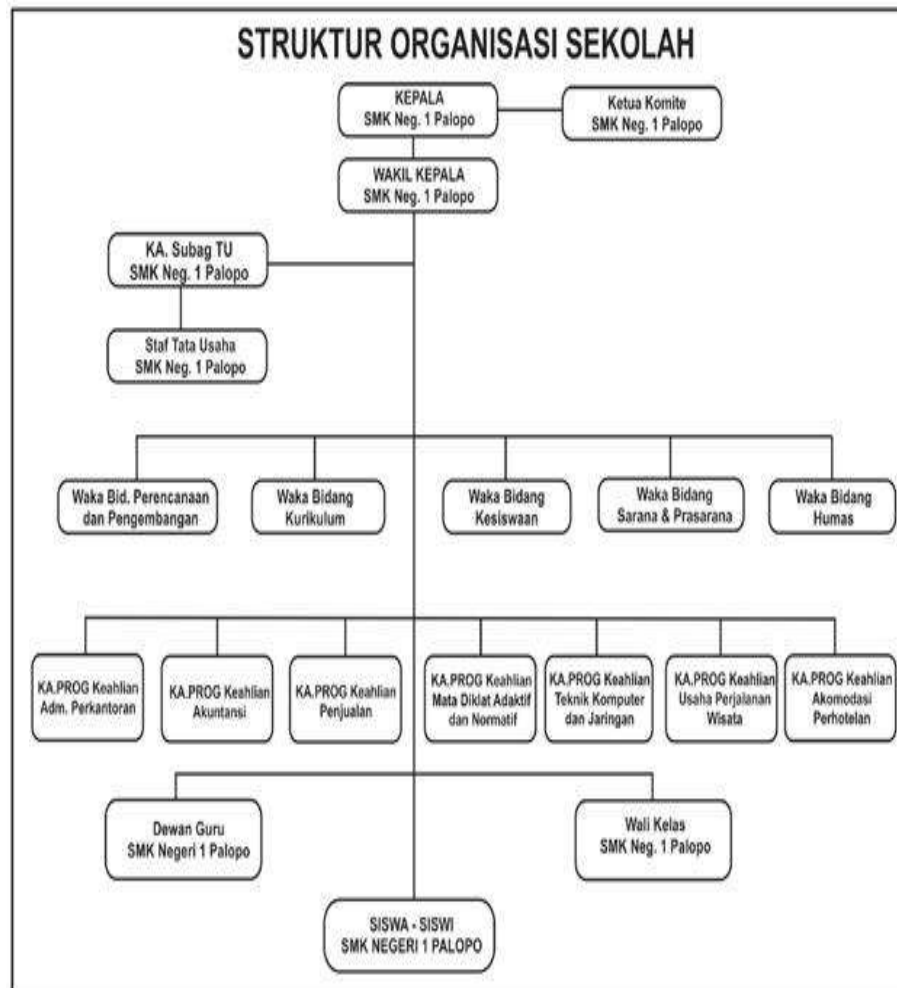 STRUKTUR ORGANISASI SEKOLAH
KEPALA
SMK Neg. 1 Palopo
Ketua Komite
SMK Neg. 1 Palopo
WAKIL KEPALA
SMK Neg. 1 Palopo
KA. Subag TU
SMK Neg. 1 Palopo
Staf Tata Usaha
SMK Neg. 1 Palopo
Waka Bid. Perencanaan
dan Pengembangan
Waka Bidang
Kurikulum
Waka Bidang
Kesiswaan
Waka Bidang
Sarana & Prasarana
Waka Bidang
Humas
KA.PROG Keahlian
Adm. Perkantoran
KA.PROG Keahlian
Akuntansi
KA.PROG Keahlian
Penjualan
KA.PROG Keahlian
Mata Diklat Adaktif
dan Normatif
KA.PROG Keahlian
Teknik Komputer
dan Jaringan
KA.PROG Keahlian
Usaha Perjalanan
Wisata
KA.PROG Keahlian
Akomodasi
Perhotelan
Dewan Guru
SMK Negeri 1 Palopo
Wali Kelas
SMK Neg. 1 Palopo
SISWA - SISWI
SMK NEGERI 1 PALOPO